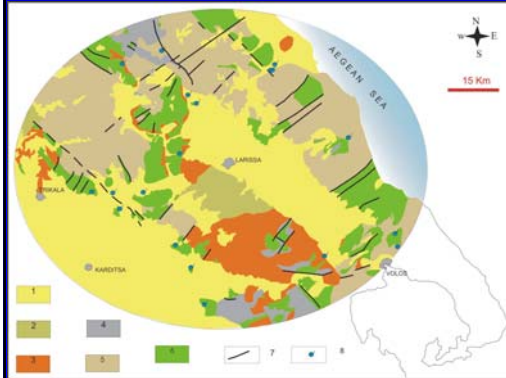 N
W E
S
15 Km
AEGEAN SEA
LARISSA
TRIKALA
KARDITSA
VOLOS
1
2 4
3 5 6 7 8